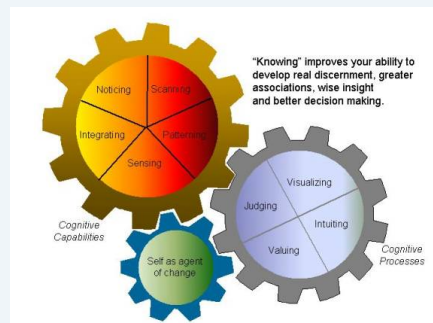 "Knowing" improves your ability to
develop real discernment, greater
associations, wise insight
and better decision making.
Noticing
Scanning
Integrating
Patterning
Sensing
Cognitive
Capabilities
Visualizing
Judging
Intuiting
Valuing
Cognitive
Processes
Self as agent
of change